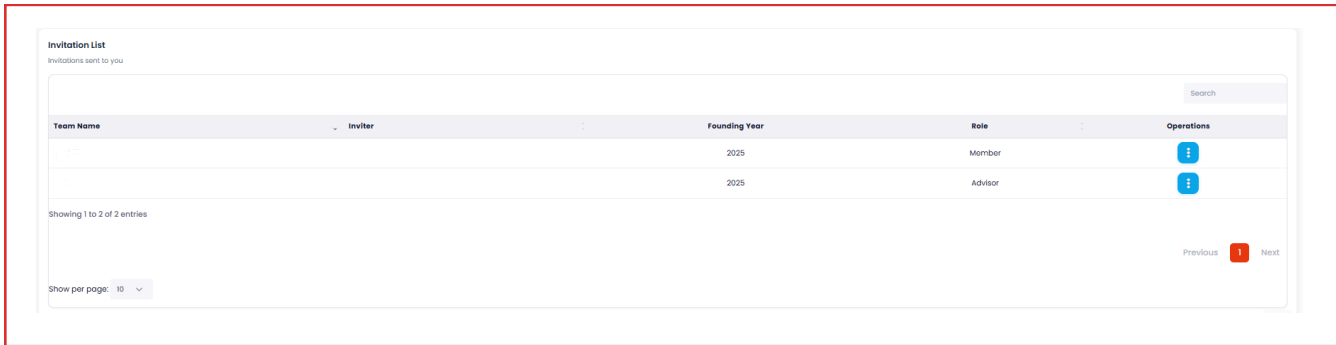 Invitation List
Invitations sent to you
Search
Team Name Inviter Founding Year Role Operations
2025 Member
2025 Advisor
Showing 1 to 2 of 2 entries
Previous 1 Next
Show per page: 10